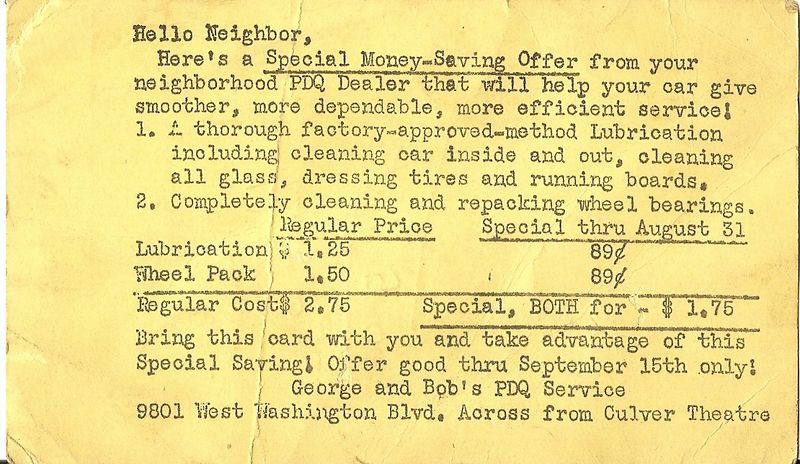 Hello Neighbor,
Here's a Special Money-Saving Offer from your
neighborhood PDQ Dealer that will help your car give
smoother, more dependable, more efficient service!
1. A thorough factory-approved-method Lubrication
including cleaning car inside and out, cleaning
all glass, dressing tires and running boards.
2. Completely cleaning and repacking wheel bearings.
Regular Price Special thru August 31
Lubrication $ 1.25 89¢
Wheel Pack 1.50 89¢
Regular Cost$ 2.75 Special, BOTH for - $ 1.75
Bring this card with you and take advantage of this
Special Saving! Offer good thru September 15th only!
George and Bob's PDQ Service
9801 West Washington Blvd. Across from Culver Theatre